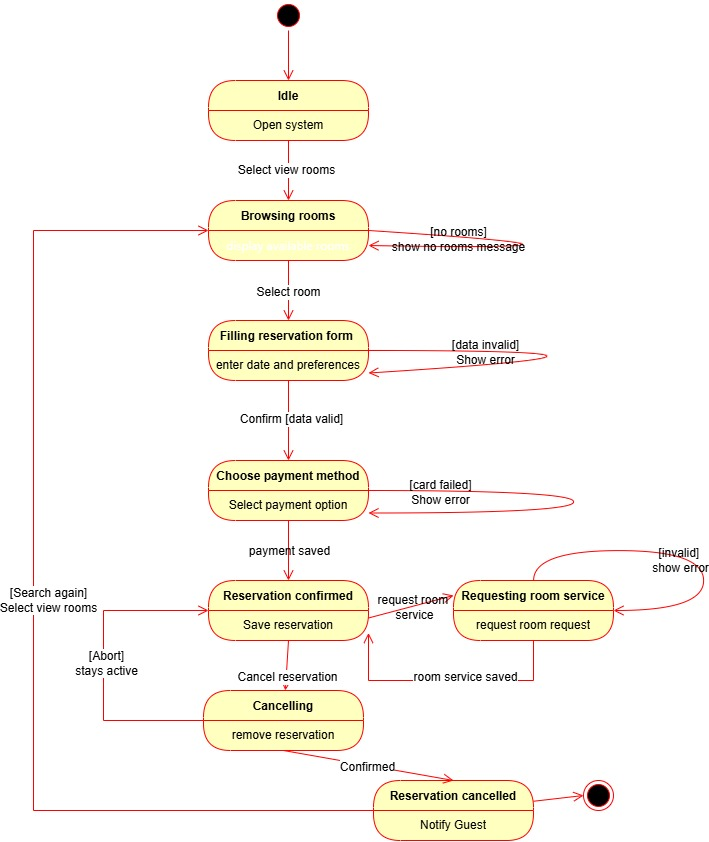 Idle
Open system
Select view rooms
Browsing rooms
[no rooms]
show no rooms message
Select room
Filling reservation form
enter date and preferences
[data invalid]
Show error
Confirm [data valid]
Choose payment method
Select payment option
[card failed]
Show error
payment saved
[invalid]
show error
Reservation confirmed
Save reservation
request room
service
Requesting room service
request room request
[Search again]
Select view rooms
[Abort]
stays active
Cancel reservation
room service saved
Cancelling
remove reservation
Confirmed
Reservation cancelled
Notify Guest